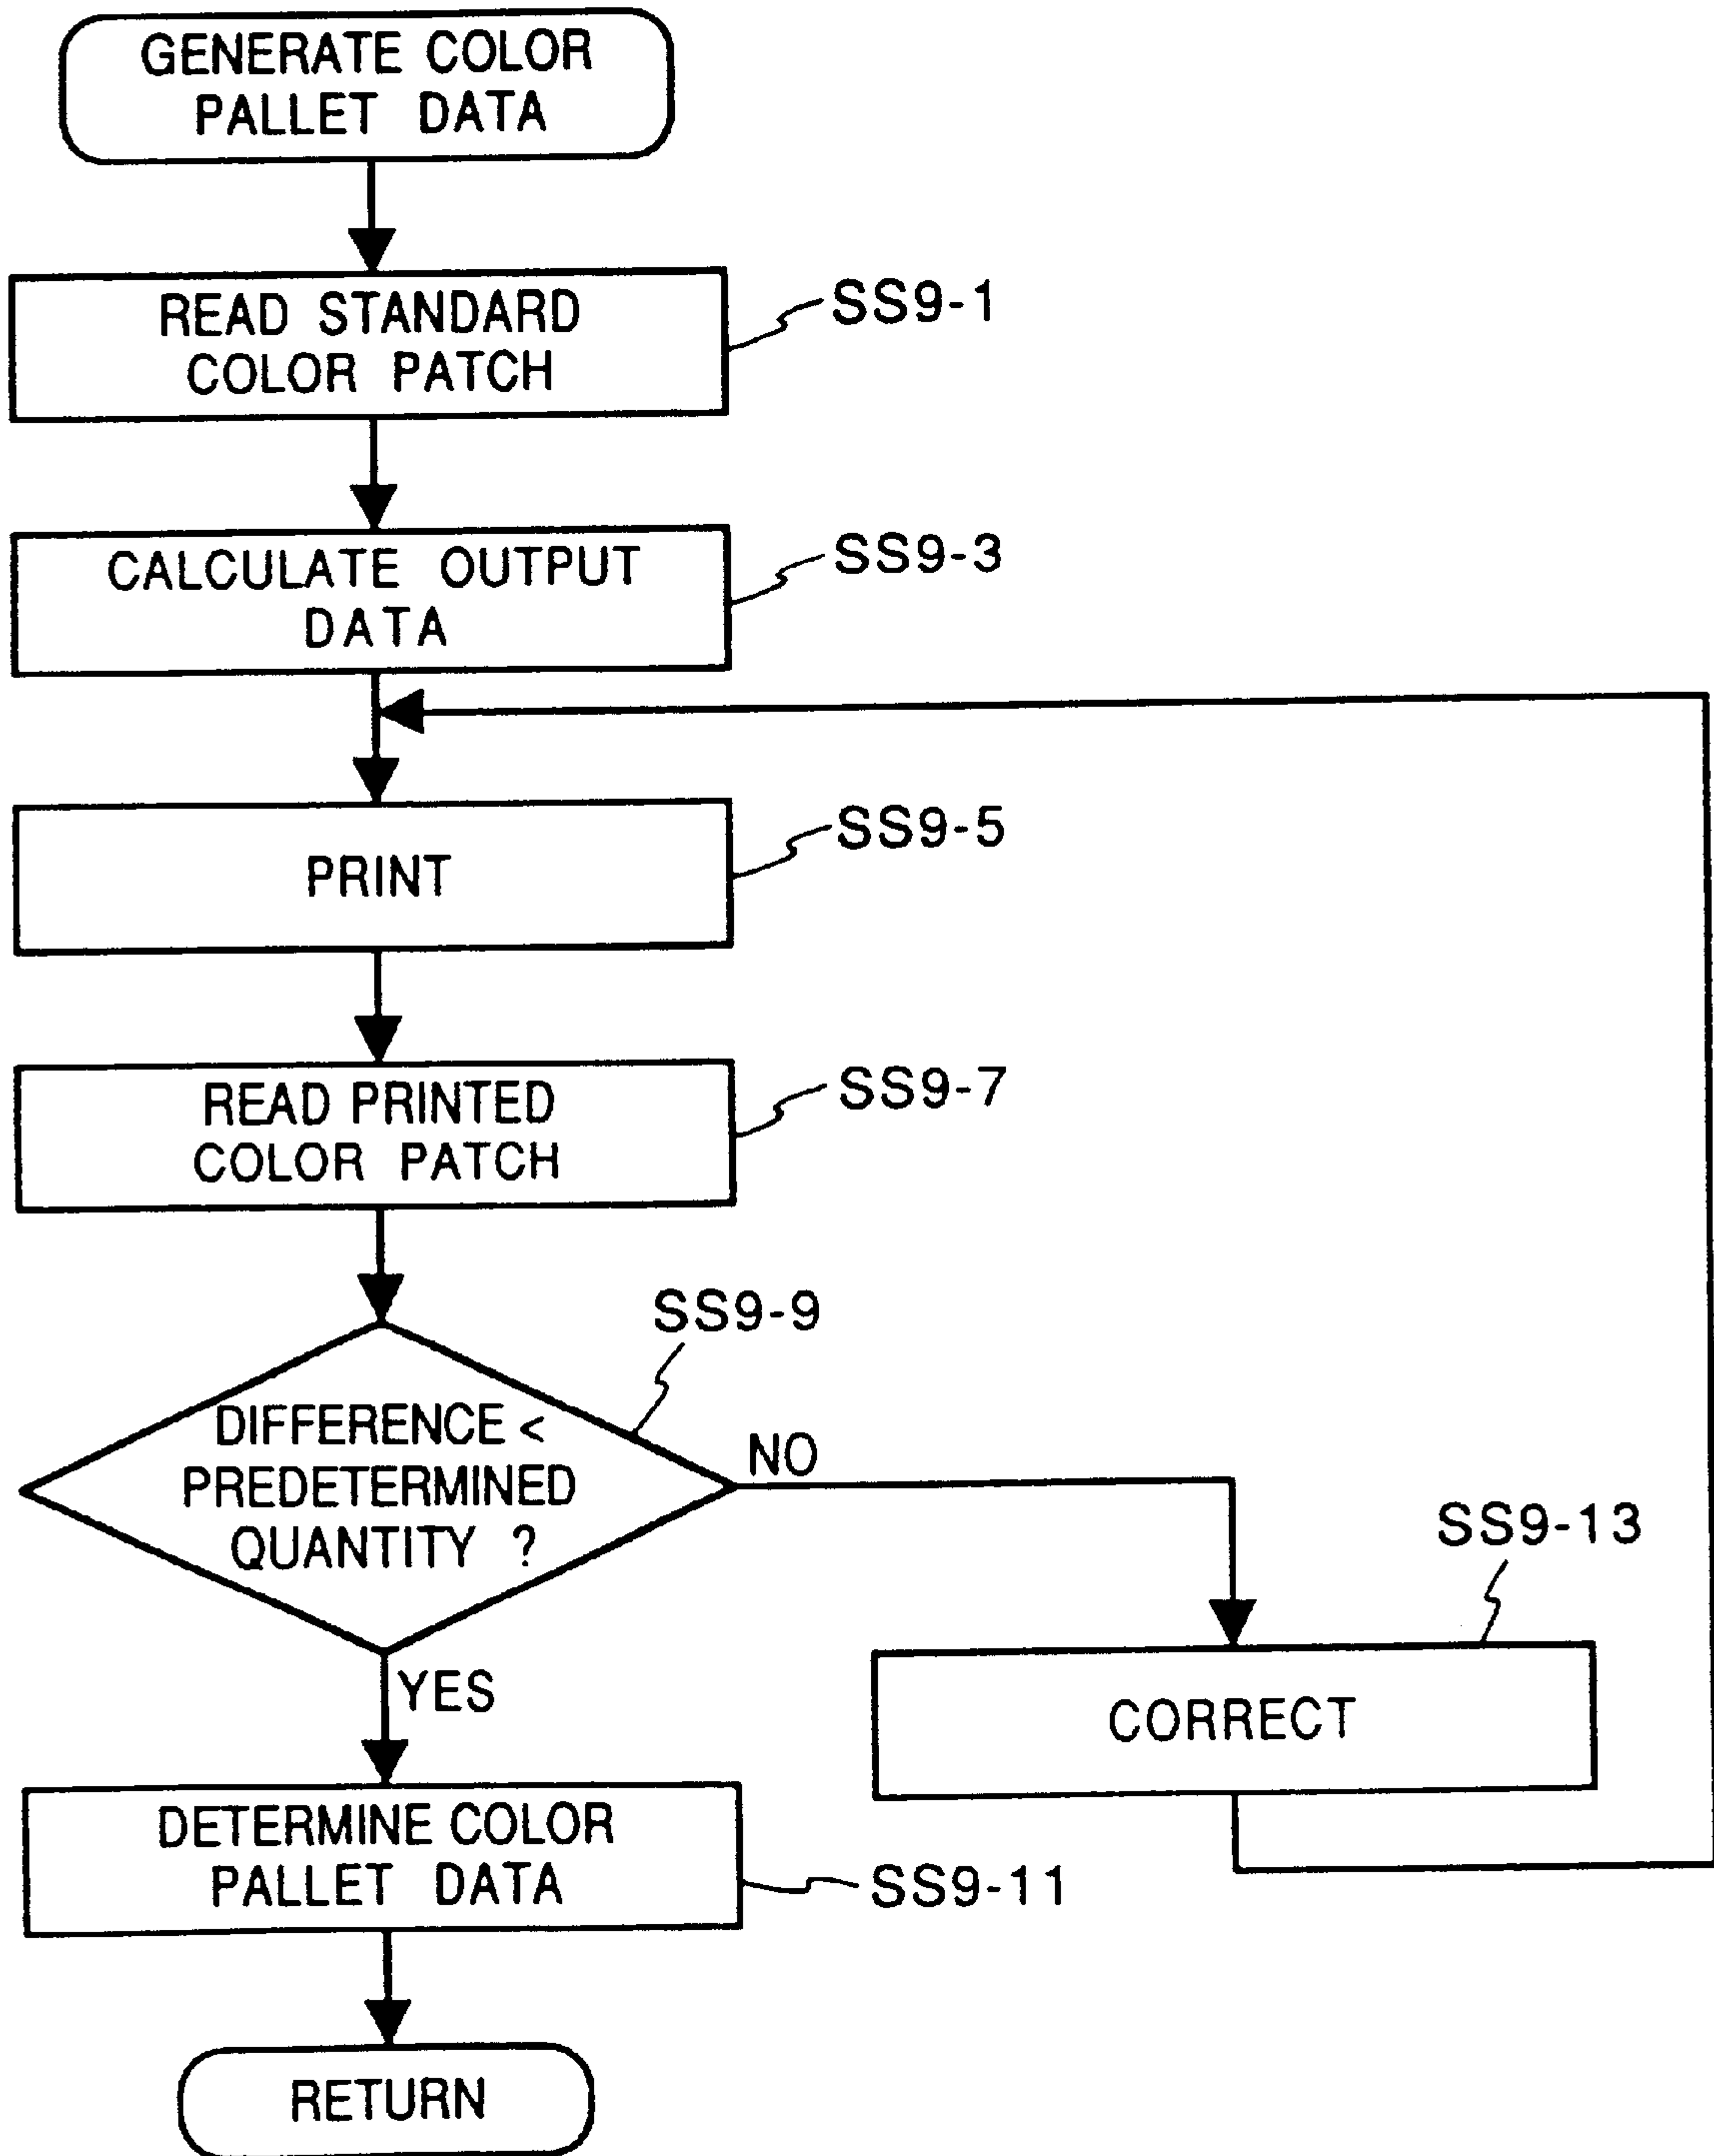 GENERATE COLOR
PALLET DATA
READ STANDARD
COLOR PATCH
SS9-1
CALCULATE OUTPUT
DATA
SS9-3
PRINT
SS9-5
READ PRINTED
COLOR PATCH
SS9-7
SS9-9
DIFFERENCE <
PREDETERMINED
QUANTITY ?
NO
YES
SS9-13
CORRECT
DETERMINE COLOR
PALLET DATA
SS9-11
RETURN